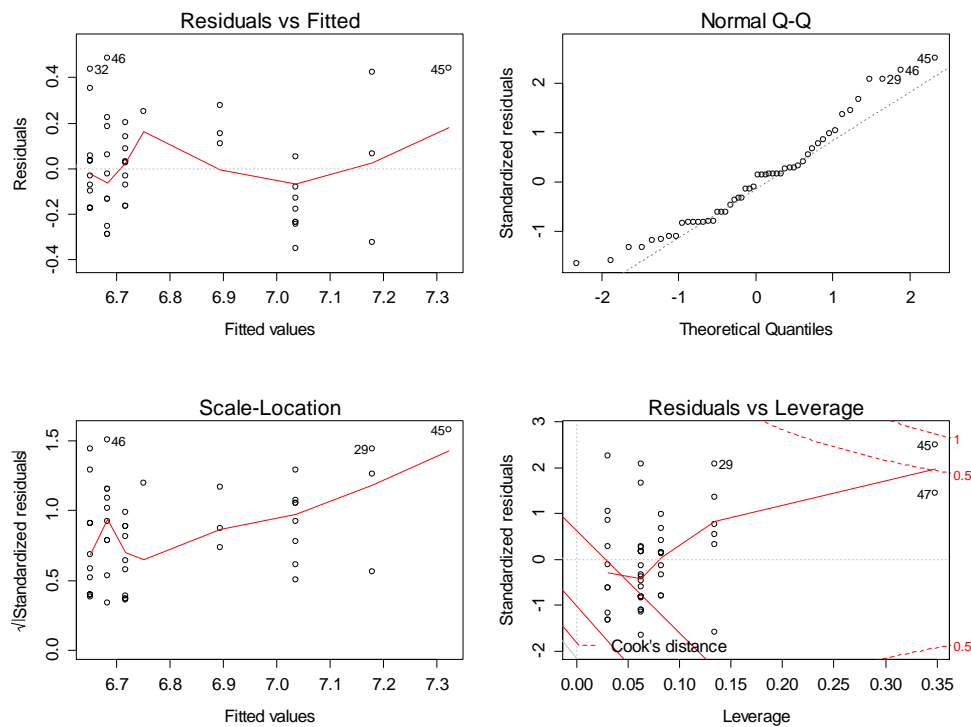 Residuals vs Fitted
Residuals
0.4
0.2
0.0
-0.2
-0.4
32
46
45
6.7 6.8 6.9 7.0 7.1 7.2 7.3
Fitted values
Normal Q-Q
Standardized residuals
2
1
0
-1
45
46
29
-2 -1 0 1 2
Theoretical Quantiles
Scale-Location
√|Standardized residuals|
1.5
1.0
0.5
0.0
46
29
45
6.7 6.8 6.9 7.0 7.1 7.2 7.3
Fitted values
Residuals vs Leverage
Standardized residuals
3
2
1
0
-1
-2
45
29
47
1
0.5
0.5
Cook's distance
0.00 0.05 0.10 0.15 0.20 0.25 0.30 0.35
Leverage